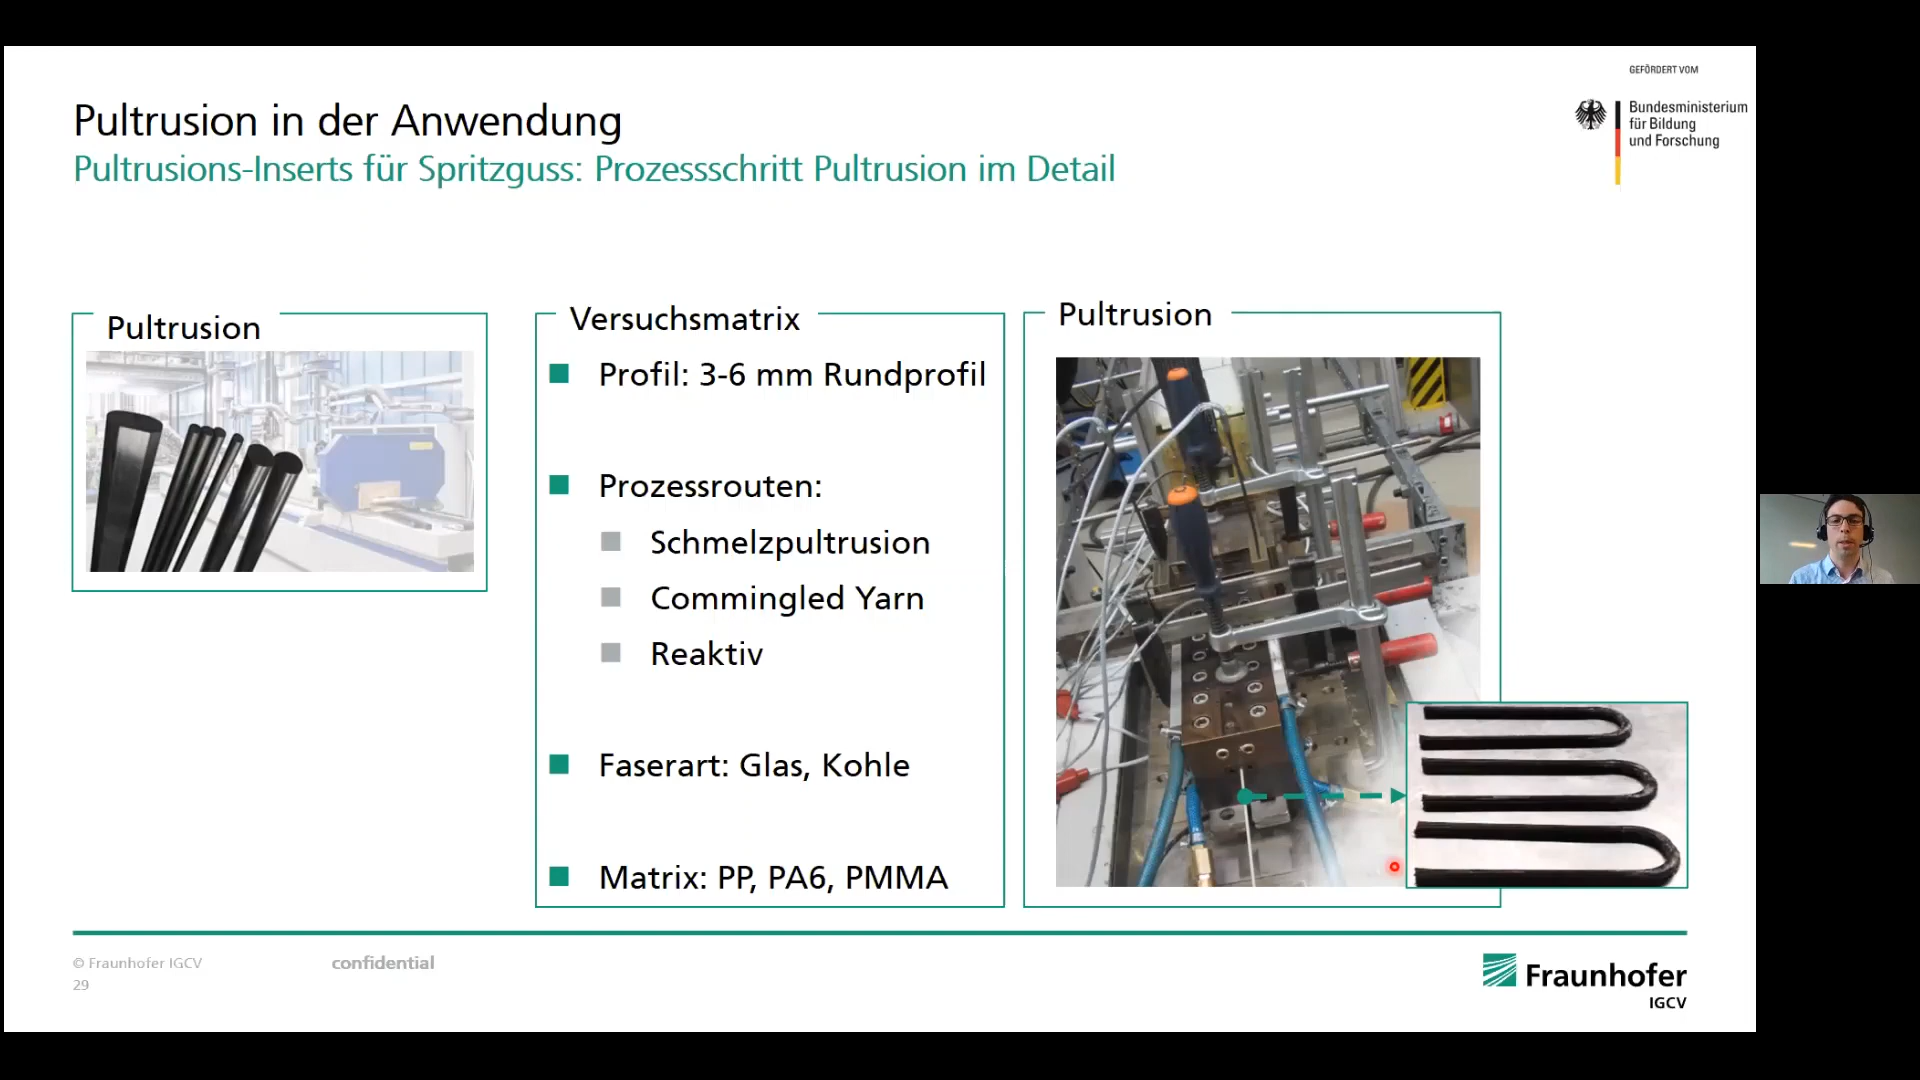 GEFÖRDERT VOM
Bundesministerium
für Bildung
und Forschung
Pultrusion in der Anwendung
Pultrusions-Inserts für Spritzguss: Prozessschritt Pultrusion im Detail
Pultrusion
Versuchsmatrix
Profil: 3-6 mm Rundprofil
Prozessrouten:
Schmelzpultrusion
Commingled Yarn
Reaktiv
Faserart: Glas, Kohle
Matrix: PP, PA6, PMMA
Pultrusion
© Fraunhofer IGCV
confidential
29
Fraunhofer
IGCV